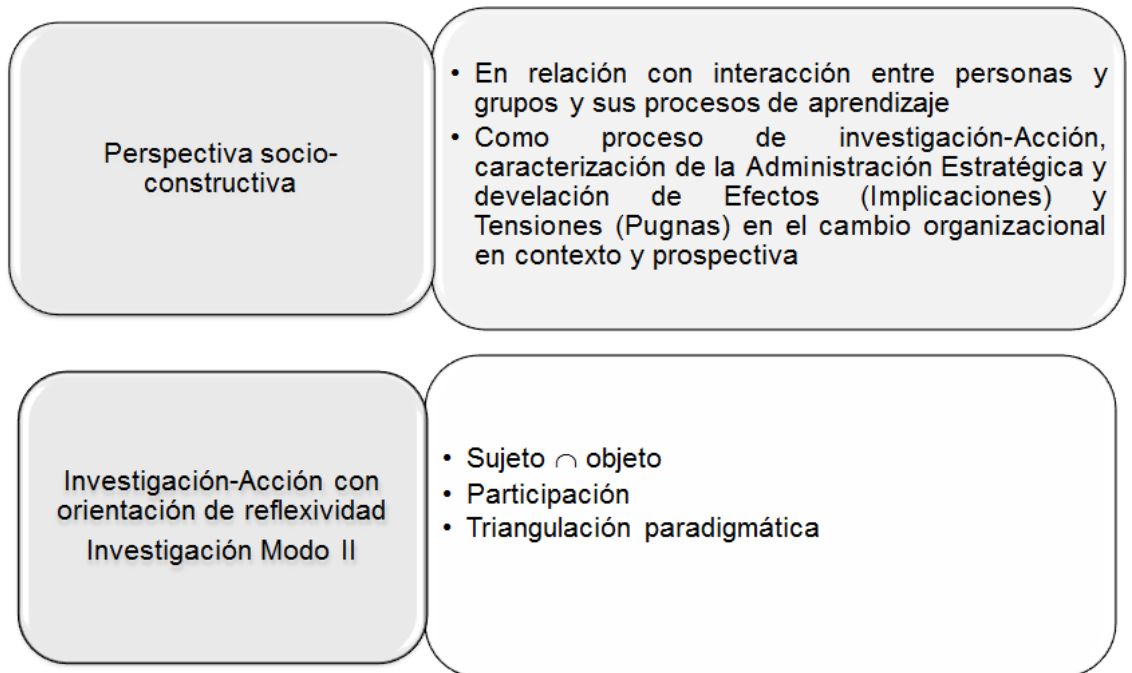 Perspectiva socio-
constructiva
• En relación con interacción entre personas y
grupos y sus procesos de aprendizaje
• Como proceso de investigación-Acción,
caracterización de la Administración Estratégica y
develación de Efectos (Implicaciones) y
Tensiones (Pugnas) en el cambio organizacional
en contexto y prospectiva
Investigación-Acción con
orientación de reflexividad
Investigación Modo II
• Sujeto ∩ objeto
• Participación
• Triangulación paradigmática